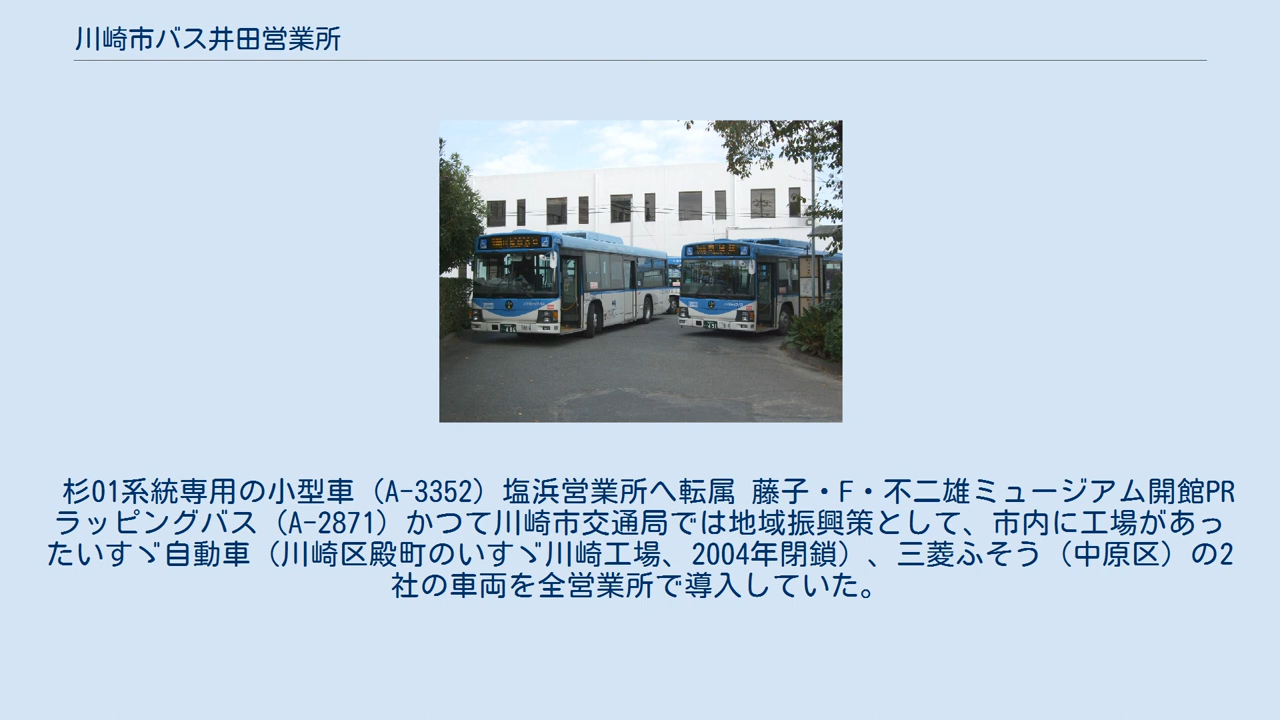 川崎市バス井田営業所
杉01系統専用の小型車（A-3352）塩浜営業所へ転属 藤子・F・不二雄ミュージアム開館PR
ラッピングバス（A-2871）かつて川崎市交通局では地域振興策として、市内に工場があっ
たいすゞ自動車（川崎区殿町のいすゞ川崎工場、2004年閉鎖）、三菱ふそう（中原区）の2
社の車両を全営業所で導入していた。